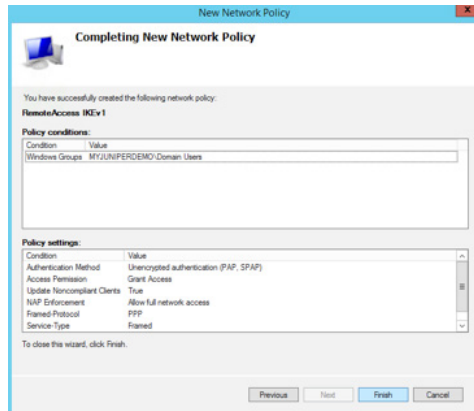 New Network Policy
x
Completing New Network Policy
You have successfully created the following network policy:
RemoteAccess IKEv1
Policy conditions:
Condition Value
Windows Groups MYJUNIPERDEMO\Domain Users
Policy settings:
Condition Value
Authentication Method Unencrypted authentication (PAP, SPAP)
Access Permission Grant Access
Update Noncompliant Clients True
NAP Enforcement Allow full network access
Framed-Protocol PPP
Service-Type Framed
To close this wizard, click Finish.
Previous Next Finish Cancel